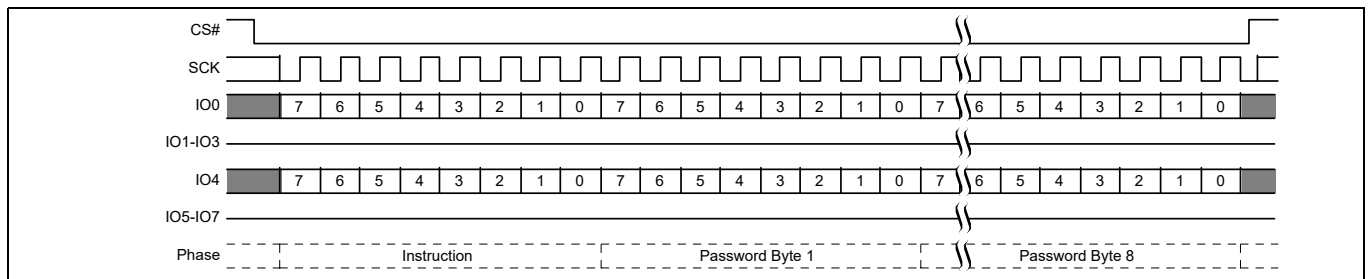 CS#
SCK
IO0 7 6 5 4 3 2 1 0 7 6 5 4 3 2 1 0 7 6 5 4 3 2 1 0
IO1-IO3
IO4 7 6 5 4 3 2 1 0 7 6 5 4 3 2 1 0 7 6 5 4 3 2 1 0
IO5-IO7
Phase Instruction Password Byte 1 Password Byte 8